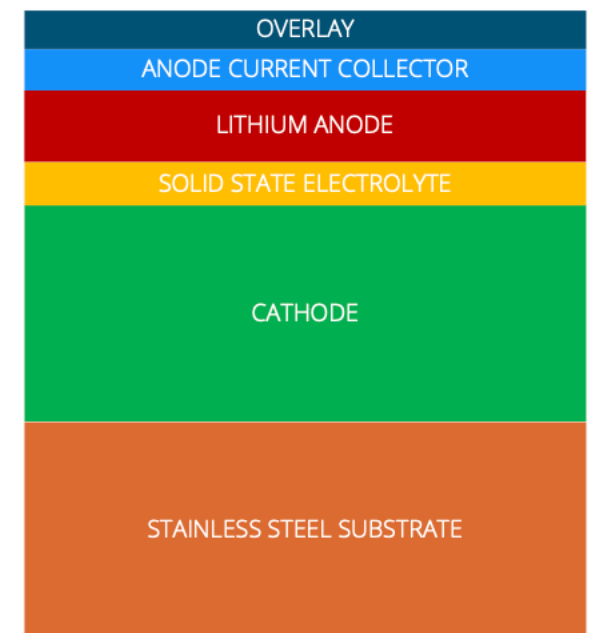 OVERLAY
ANODE CURRENT COLLECTOR
LITHIUM ANODE
SOLID STATE ELECTROLYTE
CATHODE
STAINLESS STEEL SUBSTRATE